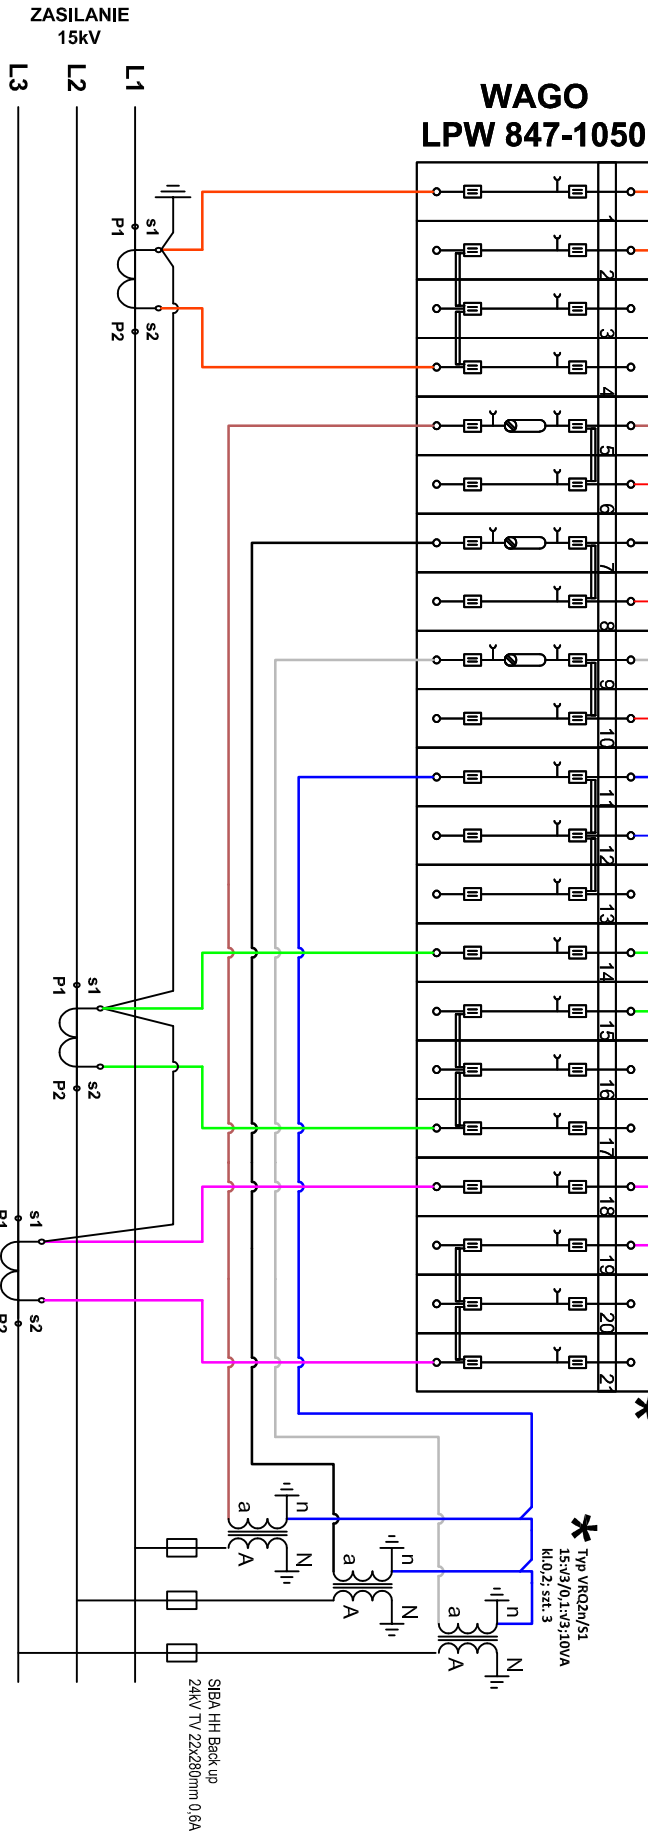 ZASILANIE
15kV
L3
L2
L1
WAGO
LPW 847-1050
1
2
3
4
5
6
7
8
9
10
11
12
13
14
15
16
17
18
19
20
21
P1
s1
P2
s2
P1
s1
P2
s2
P1
s1
P2
s2
*
a
n
A
N
a
n
A
N
a
n
A
N
*
Typ VRQ2n/S1
15:√3/0,1:√3;10VA
kl.0,2; szt. 3
SIBA HH Back up
24kV TV 22x280mm 0,6A